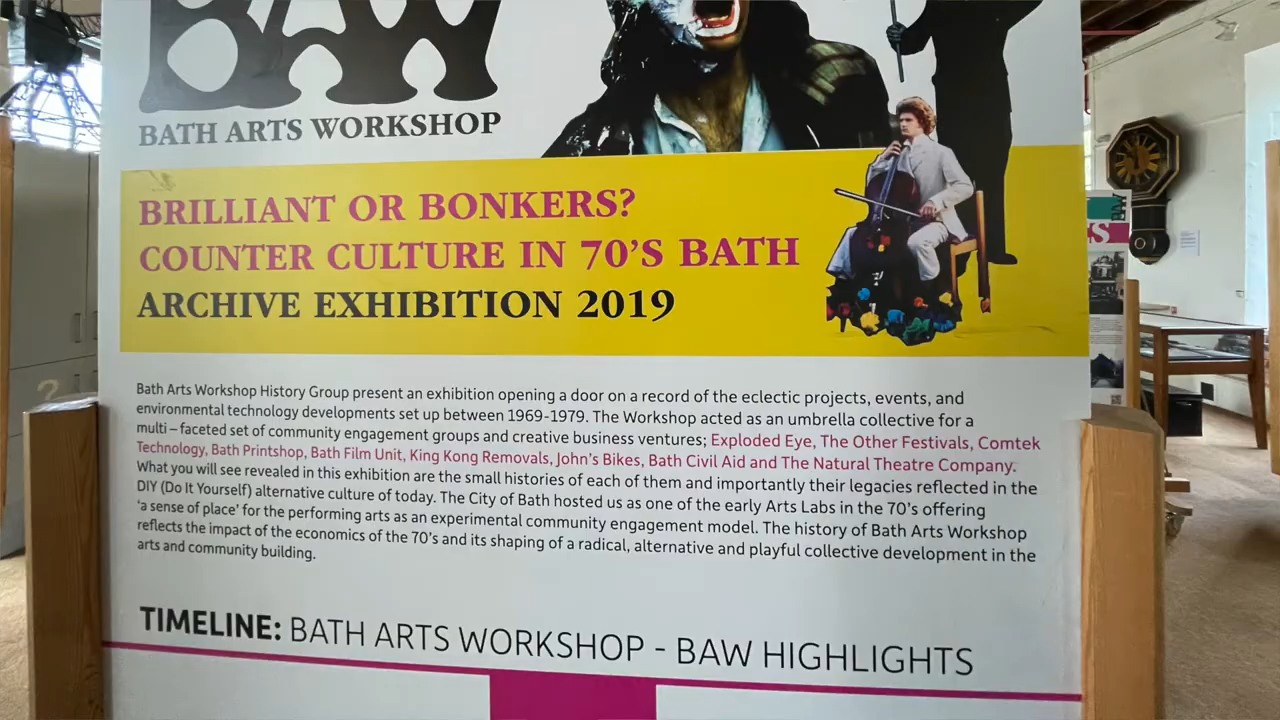 BAW
BATH ARTS WORKSHOP
BRILLIANT OR BONKERS?
COUNTER CULTURE IN 70'S BATH
ARCHIVE EXHIBITION 2019
Bath Arts Workshop History Group present an exhibition opening a door on a record of the eclectic projects, events, and
environmental technology developments set up between 1969-1979. The Workshop acted as an umbrella collective for a
multi – faceted set of community engagement groups and creative business ventures; Exploded Eye, The Other Festivals, Comtek
Technology, Bath Printshop, Bath Film Unit, King Kong Removals, John's Bikes, Bath Civil Aid and The Natural Theatre Company.
What you will see revealed in this exhibition are the small histories of each of them and importantly their legacies reflected in the
DIY (Do It Yourself) alternative culture of today. The City of Bath hosted us as one of the early Arts Labs in the 70's offering
'a sense of place' for the performing arts as an experimental community engagement model. The history of Bath Arts Workshop
reflects the impact of the economics of the 70's and its shaping of a radical, alternative and playful collective development in the
arts and community building.
TIMELINE: BATH ARTS WORKSHOP - BAW HIGHLIGHTS